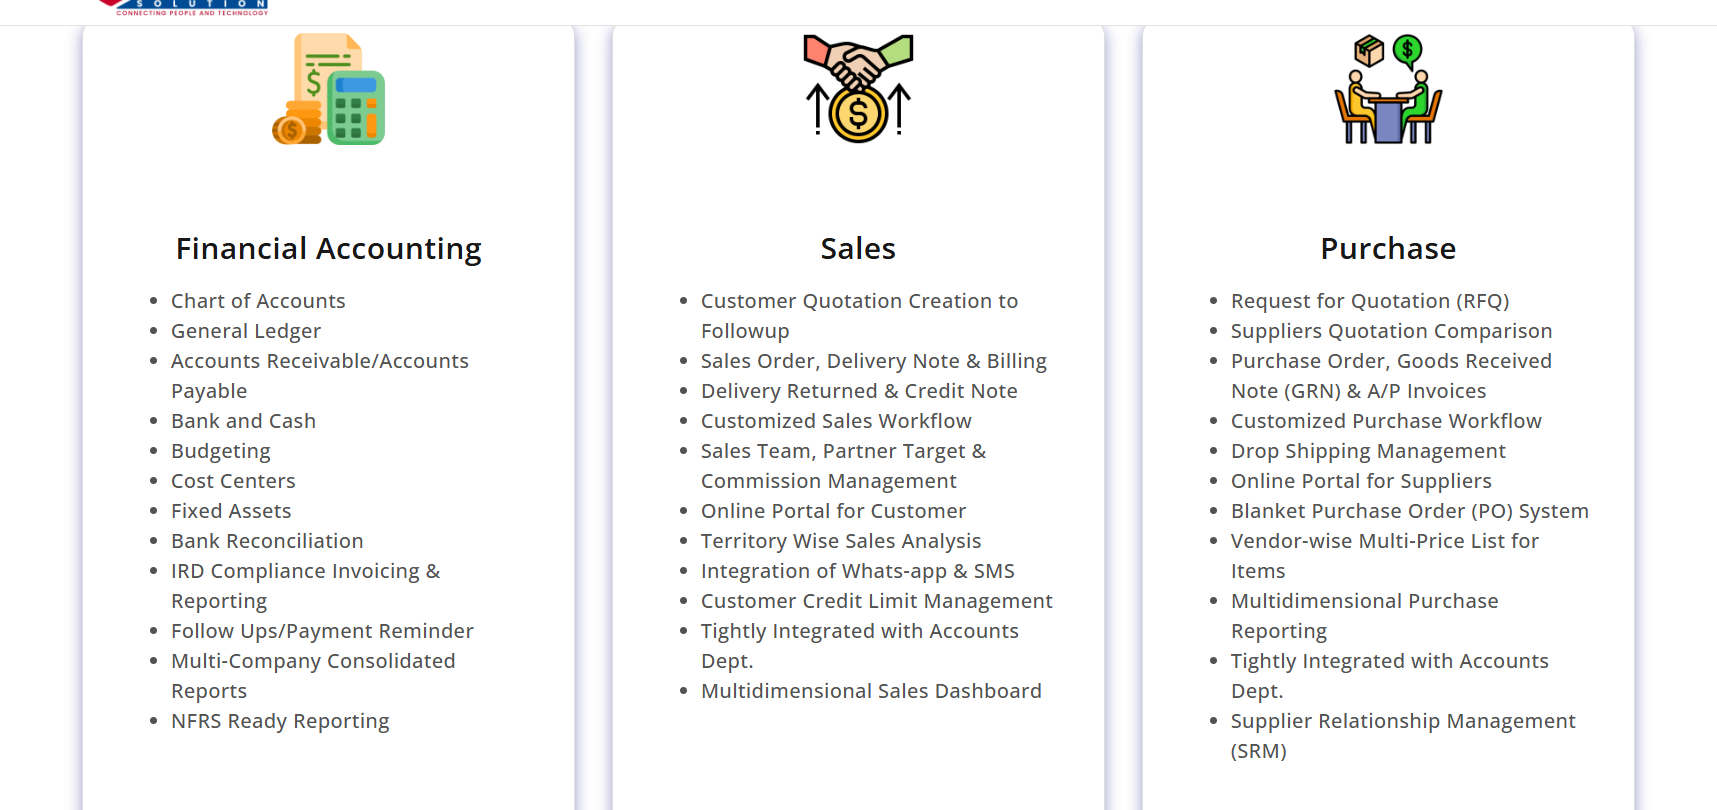 SOLUTION
CONNECTING PEOPLE AND TECHNOLOGY
Financial Accounting
Chart of Accounts
General Ledger
Accounts Receivable/Accounts
Payable
Bank and Cash
Budgeting
Cost Centers
Fixed Assets
Bank Reconciliation
IRD Compliance Invoicing &
Reporting
Follow Ups/Payment Reminder
Multi-Company Consolidated
Reports
NFRS Ready Reporting
Sales
Customer Quotation Creation to
Followup
Sales Order, Delivery Note & Billing
Delivery Returned & Credit Note
Customized Sales Workflow
Sales Team, Partner Target &
Commission Management
Online Portal for Customer
Territory Wise Sales Analysis
Integration of Whats-app & SMS
Customer Credit Limit Management
Tightly Integrated with Accounts
Dept.
Multidimensional Sales Dashboard
Purchase
Request for Quotation (RFQ)
Suppliers Quotation Comparison
Purchase Order, Goods Received
Note (GRN) & A/P Invoices
Customized Purchase Workflow
Drop Shipping Management
Online Portal for Suppliers
Blanket Purchase Order (PO) System
Vendor-wise Multi-Price List for
Items
Multidimensional Purchase
Reporting
Tightly Integrated with Accounts
Dept.
Supplier Relationship Management
(SRM)